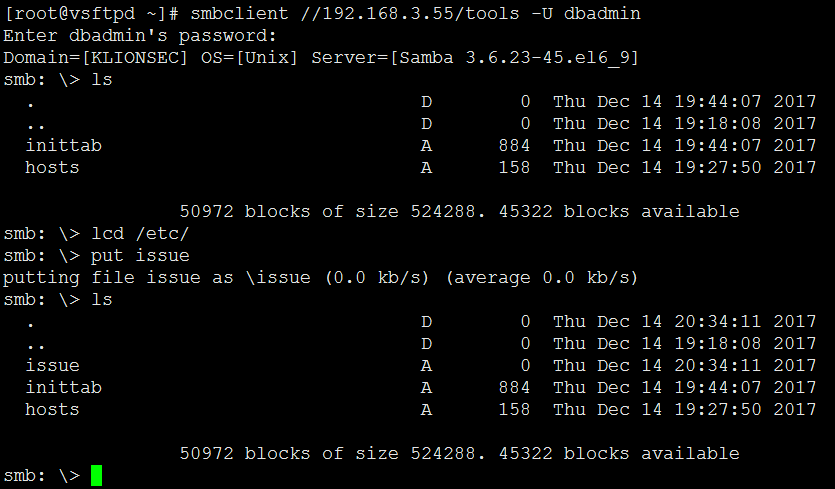 [root@vsftpd ~]# smbclient //192.168.3.55/tools -U dbadmin
Enter dbadmin's password:
Domain=[KLIONSEC] OS=[Unix] Server=[Samba 3.6.23-45.el6_9]
smb: \> ls
  .                                   D        0  Thu Dec 14 19:44:07 2017
  ..                                  D        0  Thu Dec 14 19:18:08 2017
  inittab                             A      884  Thu Dec 14 19:44:07 2017
  hosts                               A      158  Thu Dec 14 19:27:50 2017

                50972 blocks of size 524288. 45322 blocks available
smb: \> lcd /etc/
smb: \> put issue
putting file issue as \issue (0.0 kb/s) (average 0.0 kb/s)
smb: \> ls
  .                                   D        0  Thu Dec 14 20:34:11 2017
  ..                                  D        0  Thu Dec 14 19:18:08 2017
  issue                               A        0  Thu Dec 14 20:34:11 2017
  inittab                             A      884  Thu Dec 14 19:44:07 2017
  hosts                               A      158  Thu Dec 14 19:27:50 2017

                50972 blocks of size 524288. 45322 blocks available
smb: \>